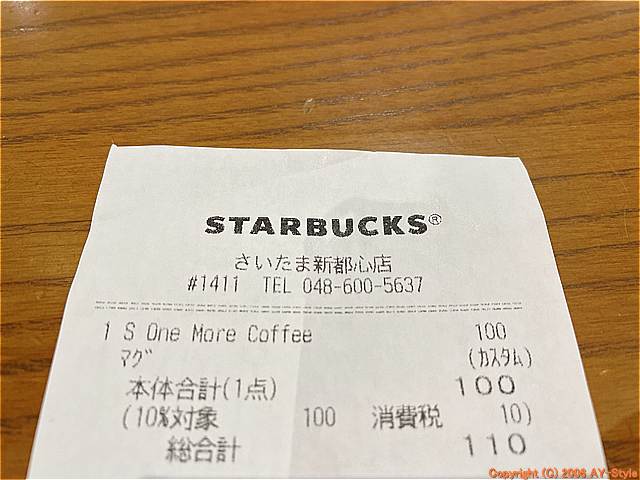 STARBUCKS®
さいたま新都心店
#1411 TEL 048-600-5637
1 S One More Coffee 100
ﾏｸﾞ (ｶｽﾀﾑ)
本体合計(1点) 100
(10%対象 100 消費税 10)
総合計 110
Copyright (C) 2006 AY-Style